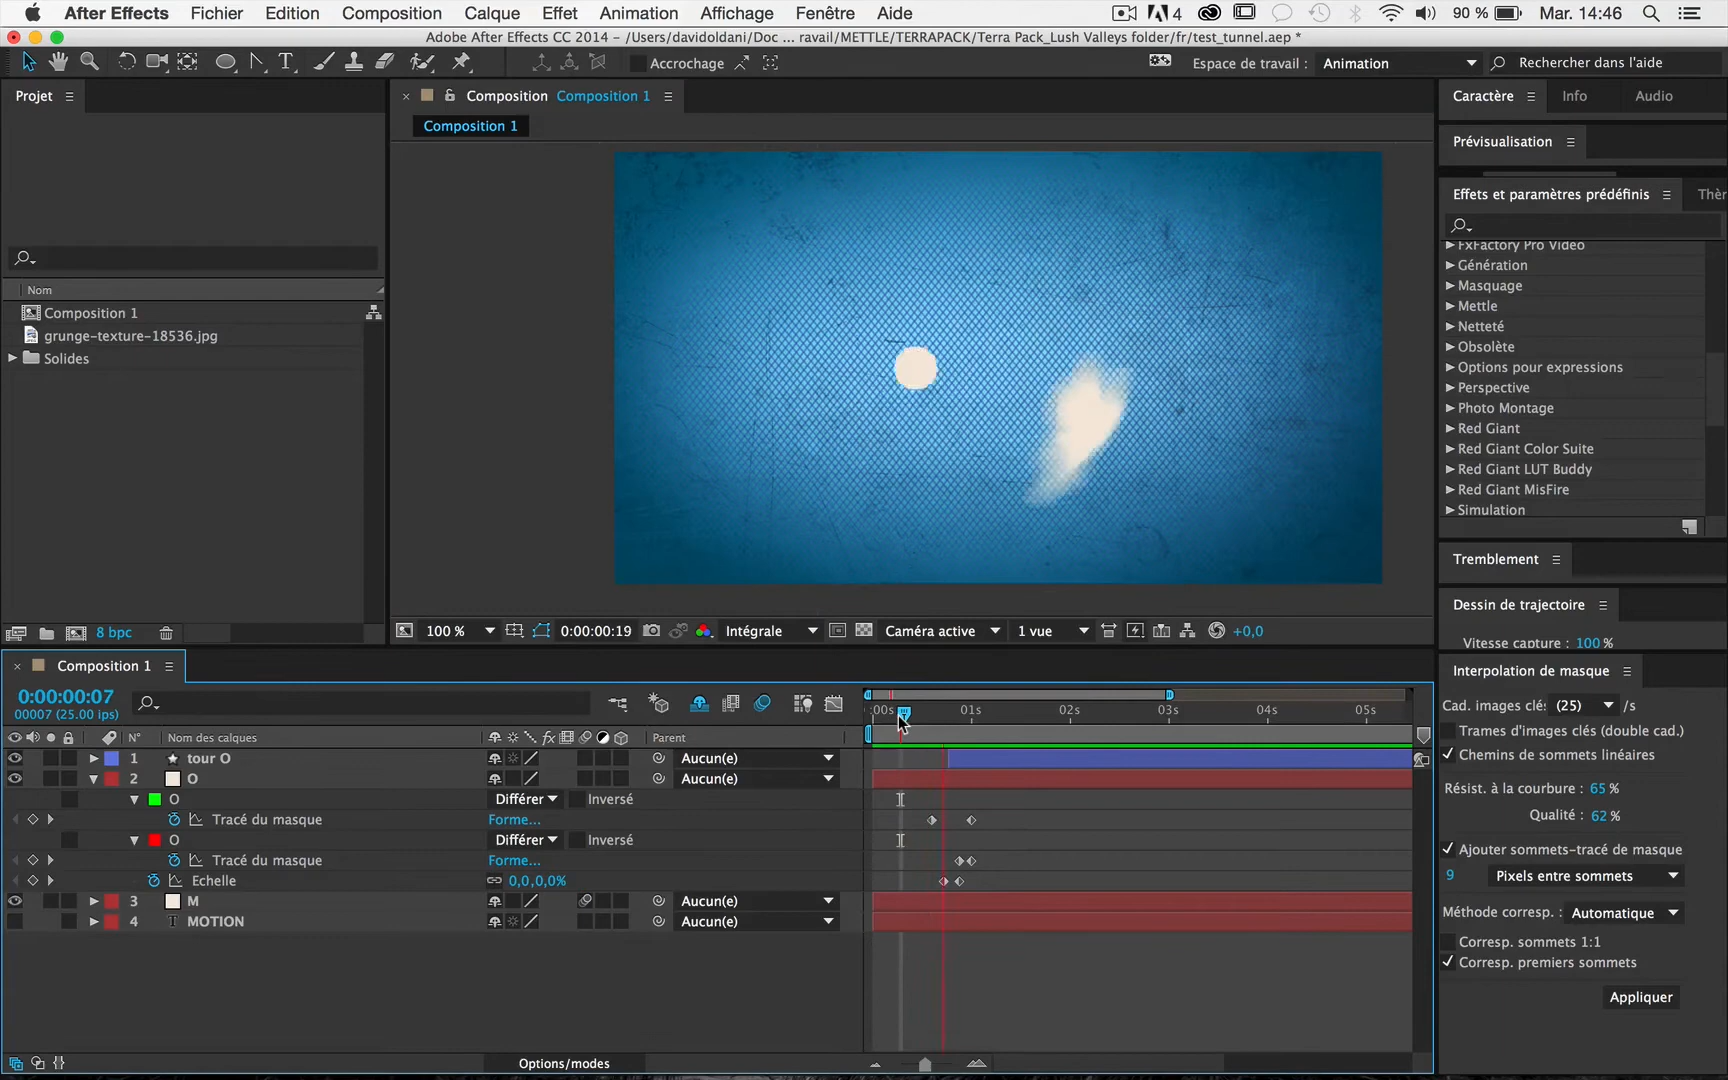 After Effects Fichier Edition Composition Calque Effet Animation Affichage Fenêtre Aide 4 90 % Mar. 14:46
Adobe After Effects CC 2014 - /Users/davidoldani/Doc ... ravail/METTLE/TERRAPACK/Terra Pack_Lush Valleys folder/fr/test_tunnel.aep *
Accrochage Espace de travail : Animation Rechercher dans l'aide
Projet
Composition Composition 1
Composition 1
Caractère Info Audio
Prévisualisation
Effets et paramètres prédéfinis Thèr
Nom
Composition 1
grunge-texture-18536.jpg
Solides
FxFactory Pro Video
Génération
Masquage
Mettle
Netteté
Obsolète
Options pour expressions
Perspective
Photo Montage
Red Giant
Red Giant Color Suite
Red Giant LUT Buddy
Red Giant MisFire
Simulation
Tremblement
Dessin de trajectoire
Vitesse capture : 100 %
8 bpc
100 % 0:00:00:19 Intégrale Caméra active 1 vue +0,0
Composition 1
0:00:00:07
00007 (25.00 ips)
:00s 01s 02s 03s 04s 05s
N° Nom des calques fx Parent
1 tour O Aucun(e)
2 O Aucun(e)
O Différer Inversé
Tracé du masque Forme...
O Différer Inversé
Tracé du masque Forme...
Echelle 0,0,0,0%
3 M Aucun(e)
4 T MOTION Aucun(e)
Options/modes
Interpolation de masque
Cad. images clés (25) /s
Trames d'images clés (double cad.)
Chemins de sommets linéaires
Résist. à la courbure : 65 %
Qualité : 62 %
Ajouter sommets-tracé de masque
9 Pixels entre sommets
Méthode corresp. : Automatique
Corresp. sommets 1:1
Corresp. premiers sommets
Appliquer